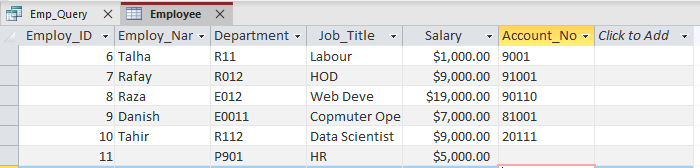 Emp_Query Employee
Employ_ID Employ_Nar Department Job_Title Salary Account_No Click to Add
6 Talha R11 Labour $1,000.00 9001
7 Rafay R012 HOD $9,000.00 91001
8 Raza E012 Web Deve $19,000.00 90110
9 Danish E0011 Copmuter Ope $7,000.00 81001
10 Tahir R112 Data Scientist $9,000.00 20111
11 P901 HR $5,000.00